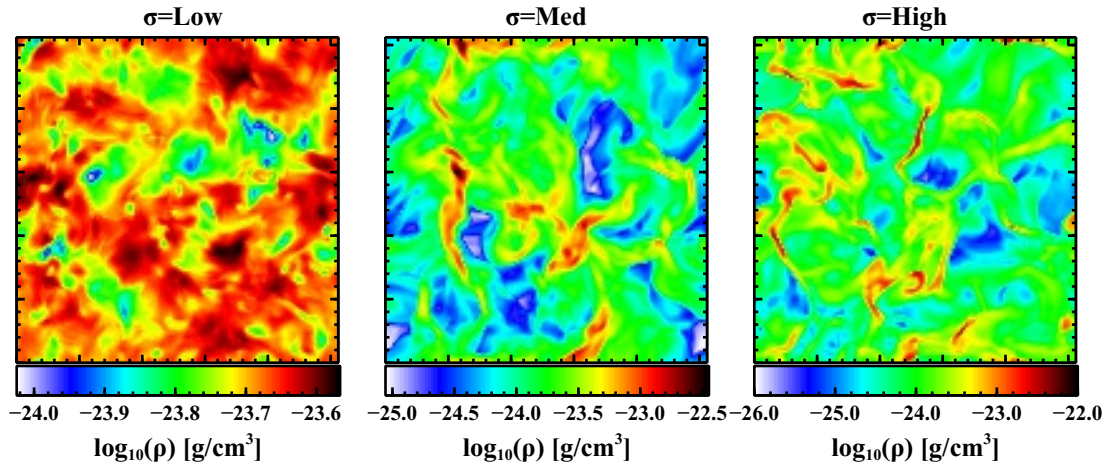 σ=Low σ=Med σ=High
−24.0 −23.9 −23.8 −23.7 −23.6 −25.0 −24.5 −24.0 −23.5 −23.0 −22.5 −26.0 −25.0 −24.0 −23.0 −22.0
log₁₀(ρ) [g/cm³] log₁₀(ρ) [g/cm³] log₁₀(ρ) [g/cm³]